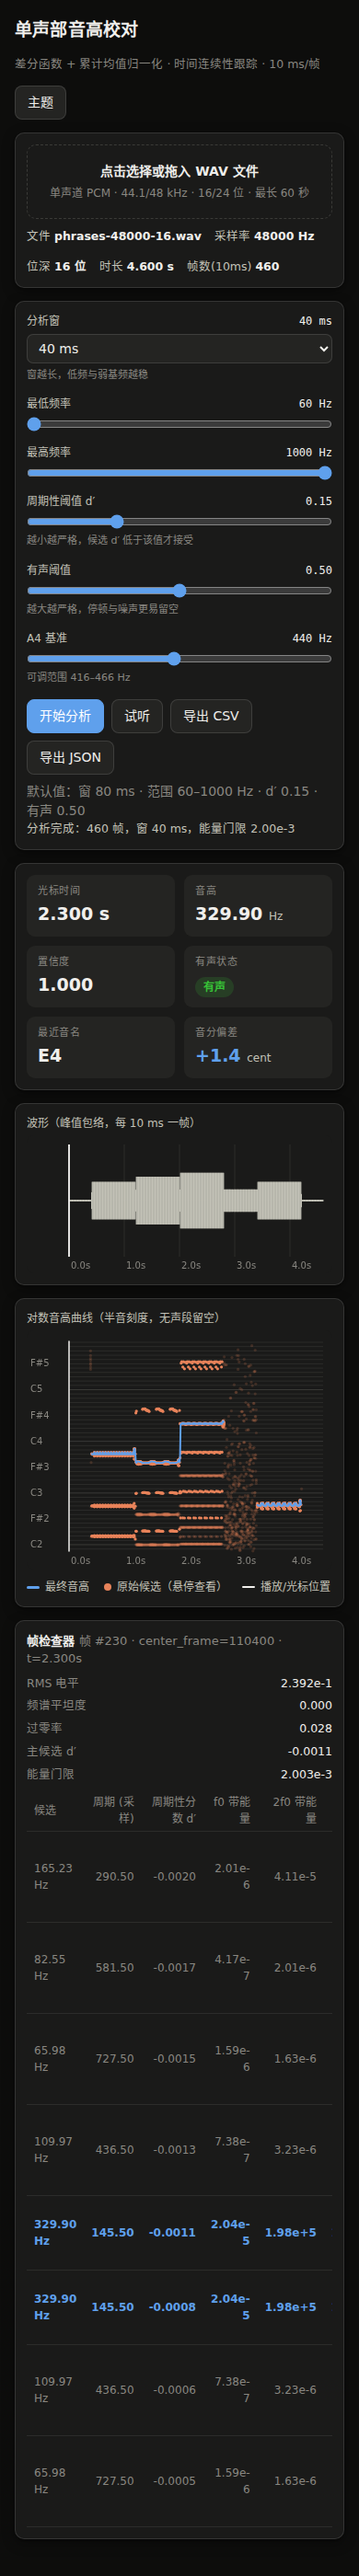 单声部音高校对
差分函数 + 累计均值归一化 · 时间连续性跟踪 · 10 ms/帧
主题
点击选择或拖入 WAV 文件
单声道 PCM · 44.1/48 kHz · 16/24 位 · 最长 60 秒
文件 phrases-48000-16.wav 采样率 48000 Hz
位深 16 位 时长 4.600 s 帧数(10ms) 460
分析窗 40 ms
40 ms
窗越长，低频与弱基频越稳
最低频率 60 Hz
最高频率 1000 Hz
周期性阈值 d′ 0.15
越小越严格，候选 d′ 低于该值才接受
有声阈值 0.50
越大越严格，停顿与噪声更易留空
A4 基准 440 Hz
可调范围 416–466 Hz
开始分析 试听 导出 CSV
导出 JSON
默认值：窗 80 ms · 范围 60–1000 Hz · d′ 0.15 ·
有声 0.50
分析完成：460 帧，窗 40 ms，能量门限 2.00e-3
光标时间 音高
2.300 s 329.90 Hz
置信度 有声状态
1.000 有声
最近音名 音分偏差
E4 +1.4 cent
波形（峰值包络，每 10 ms 一帧）
0.0s 1.0s 2.0s 3.0s 4.0s
对数音高曲线（半音刻度，无声段留空）
F#5
C5
F#4
C4
F#3
C3
F#2
C2
0.0s 1.0s 2.0s 3.0s 4.0s
最终音高 原始候选（悬停查看） 播放/光标位置
帧检查器 帧 #230 · center_frame=110400 ·
t=2.300s
RMS 电平 2.392e-1
频谱平坦度 0.000
过零率 0.028
主候选 d′ -0.0011
能量门限 2.003e-3
候选 周期 (采样) 周期性分数 d′ f0 带能量 2f0 带能量
165.23 Hz 290.50 -0.0020 2.01e-6 4.11e-5
82.55 Hz 581.50 -0.0017 4.17e-7 2.01e-6
65.98 Hz 727.50 -0.0015 1.59e-6 1.63e-6
109.97 Hz 436.50 -0.0013 7.38e-7 3.23e-6
329.90 Hz 145.50 -0.0011 2.04e-5 1.98e+5
329.90 Hz 145.50 -0.0008 2.04e-5 1.98e+5
109.97 Hz 436.50 -0.0006 7.38e-7 3.23e-6
65.98 Hz 727.50 -0.0005 1.59e-6 1.63e-6